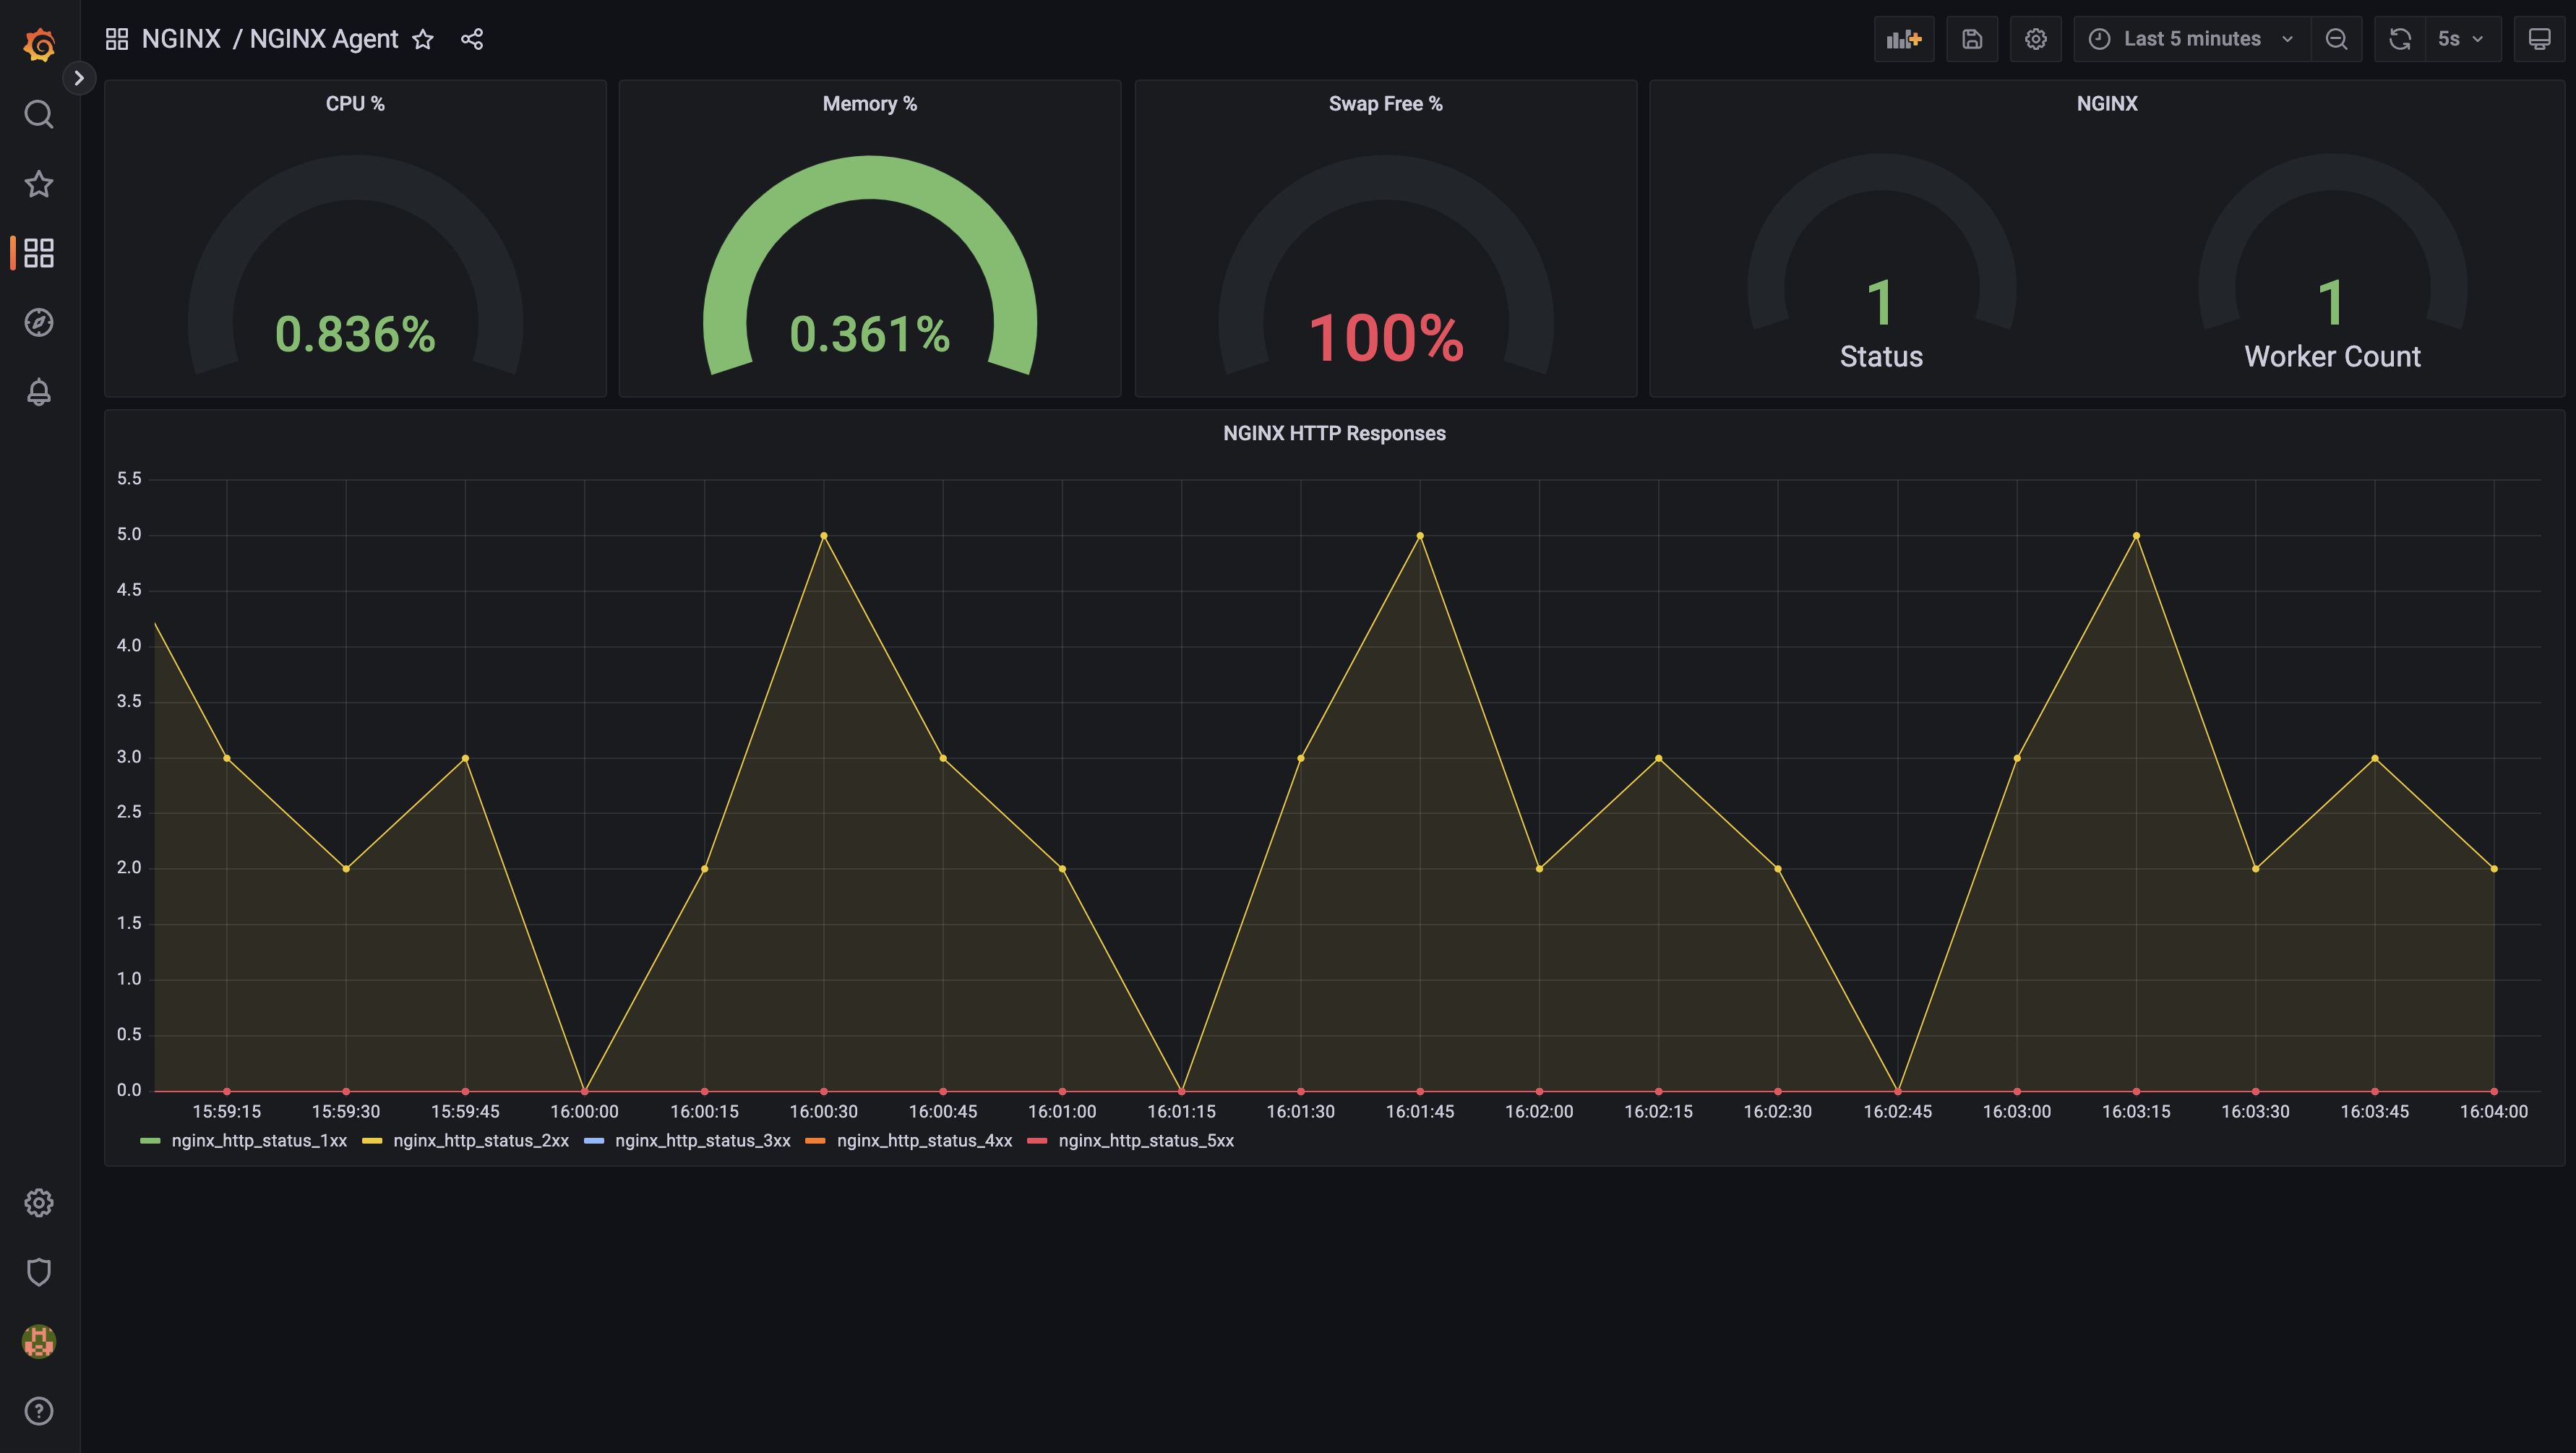 NGINX / NGINX Agent
Last 5 minutes
5s
CPU %
0.836%
Memory %
0.361%
Swap Free %
100%
NGINX
1
Status
1
Worker Count
NGINX HTTP Responses
5.5
5.0
4.5
4.0
3.5
3.0
2.5
2.0
1.5
1.0
0.5
0.0
15:59:15 15:59:30 15:59:45 16:00:00 16:00:15 16:00:30 16:00:45 16:01:00 16:01:15 16:01:30 16:01:45 16:02:00 16:02:15 16:02:30 16:02:45 16:03:00 16:03:15 16:03:30 16:03:45 16:04:00
nginx_http_status_1xx nginx_http_status_2xx nginx_http_status_3xx nginx_http_status_4xx nginx_http_status_5xx